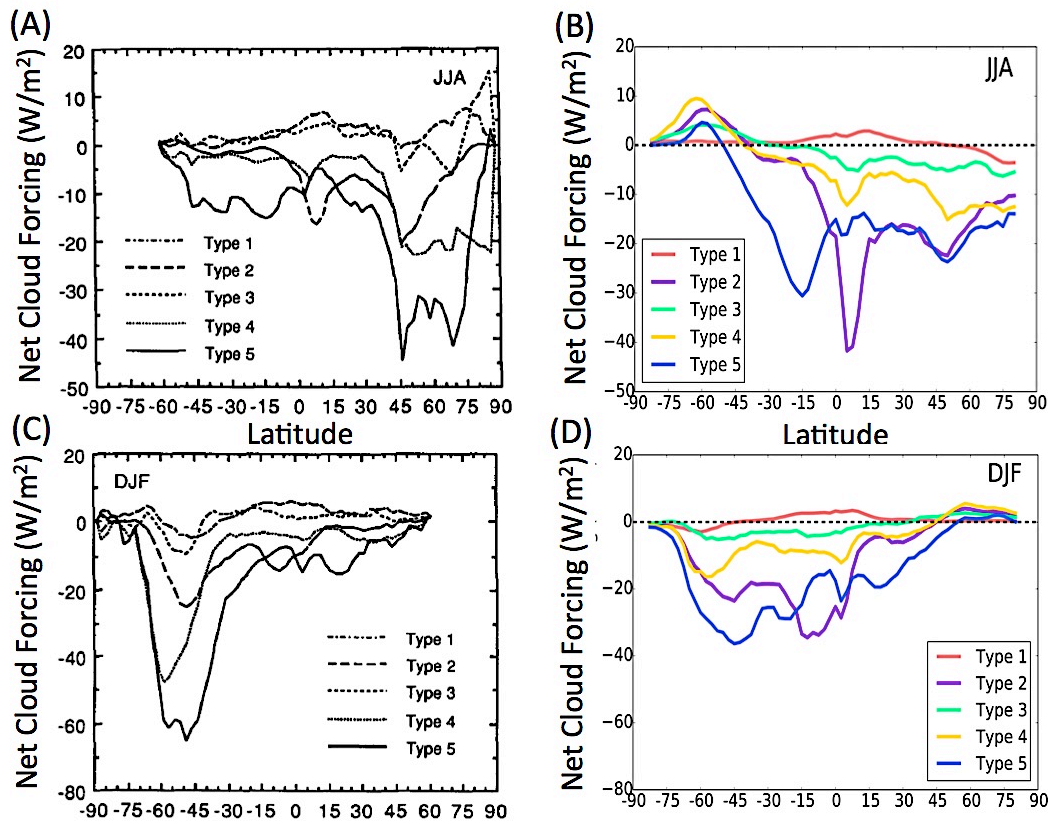 (A)
Net Cloud Forcing (W/m²)
20
10
0
-10
-20
-30
-40
-50
JJA
Type 1
Type 2
Type 3
Type 4
Type 5
-90 -75 -60 -45 -30 -15 0 15 30 45 60 75 90
Latitude
(B)
Net Cloud Forcing (W/m²)
20
10
0
−10
−20
−30
−40
−50
JJA
Type 1
Type 2
Type 3
Type 4
Type 5
-90 -75 -60 -45 -30 -15 0 15 30 45 60 75 90
Latitude
(C)
Net Cloud Forcing (W/m²)
20
0
-20
-40
-60
-80
DJF
Type 1
Type 2
Type 3
Type 4
Type 5
-90 -75 -60 -45 -30 -15 0 15 30 45 60 75 90
(D)
Net Cloud Forcing (W/m²)
20
0
−20
−40
−60
−80
DJF
Type 1
Type 2
Type 3
Type 4
Type 5
-90 -75 -60 -45 -30 -15 0 15 30 45 60 75 90